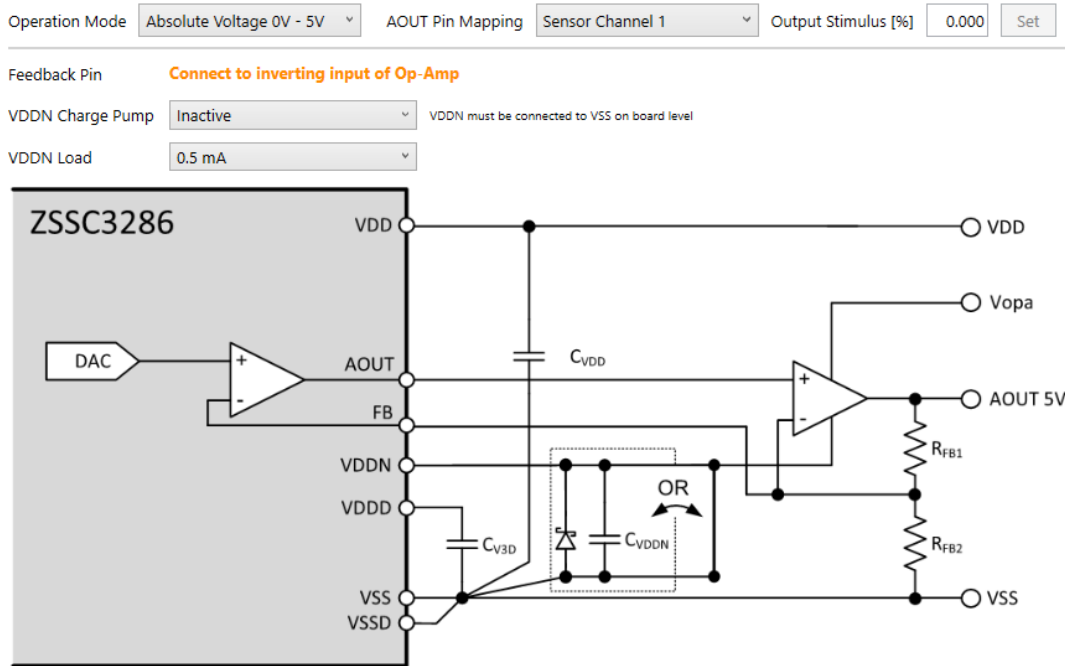 Operation Mode Absolute Voltage 0V - 5V AOUT Pin Mapping Sensor Channel 1 Output Stimulus [%] 0.000 Set
Feedback Pin Connect to inverting input of Op-Amp
VDDN Charge Pump Inactive VDDN must be connected to VSS on board level
VDDN Load 0.5 mA
ZSSC3286
VDD
VDD
Vopa
DAC
+
-
AOUT
CVDD
+
-
AOUT 5V
FB
RFB1
VDDN
OR
VDDD
CV3D
CVDDN
RFB2
VSS
VSS
VSSD